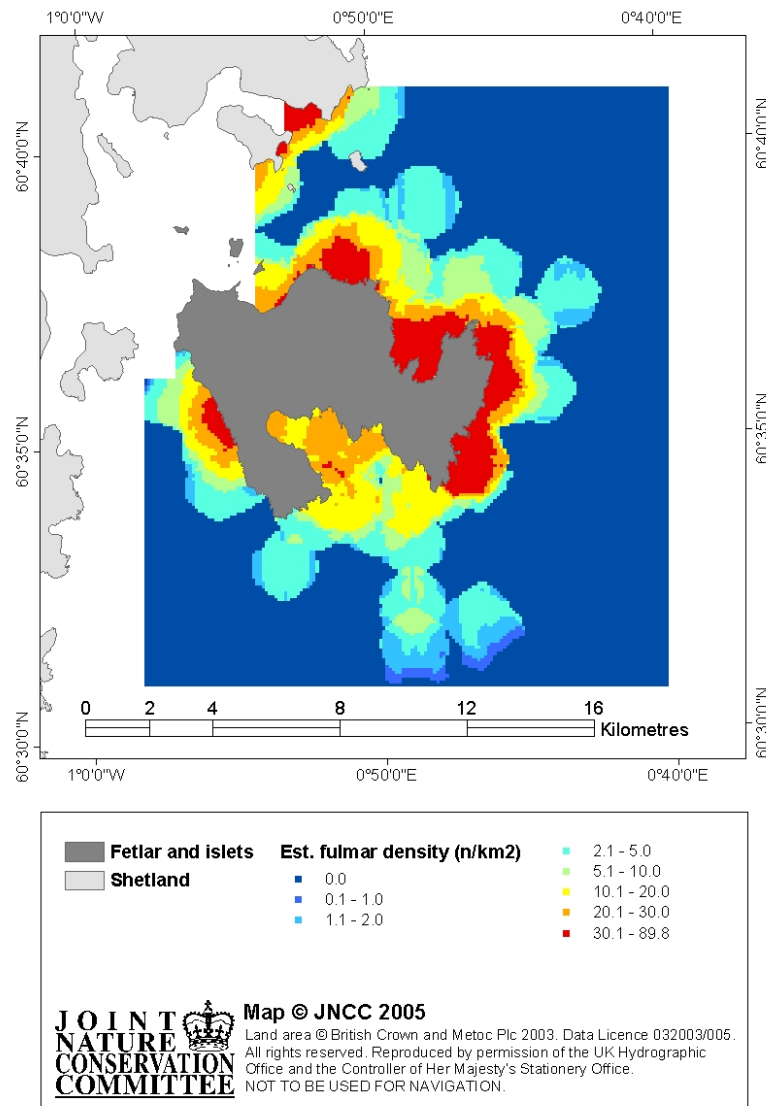 1°0'0"W 0°50'0"E 0°40'0"E
60°40'0"N 60°40'0"N
60°35'0"N 60°35'0"N
60°30'0"N 60°30'0"N
0 2 4 8 12 16
Kilometres
1°0'0"W 0°50'0"E 0°40'0"E
Fetlar and islets
Shetland
Est. fulmar density (n/km2)
0.0
0.1 - 1.0
1.1 - 2.0
2.1 - 5.0
5.1 - 10.0
10.1 - 20.0
20.1 - 30.0
30.1 - 89.8
JOINT
NATURE
CONSERVATION
COMMITTEE
Map © JNCC 2005
Land area © British Crown and Metoc Plc 2003. Data Licence 032003/005.
All rights reserved. Reproduced by permission of the UK Hydrographic
Office and the Controller of Her Majesty's Stationery Office.
NOT TO BE USED FOR NAVIGATION.